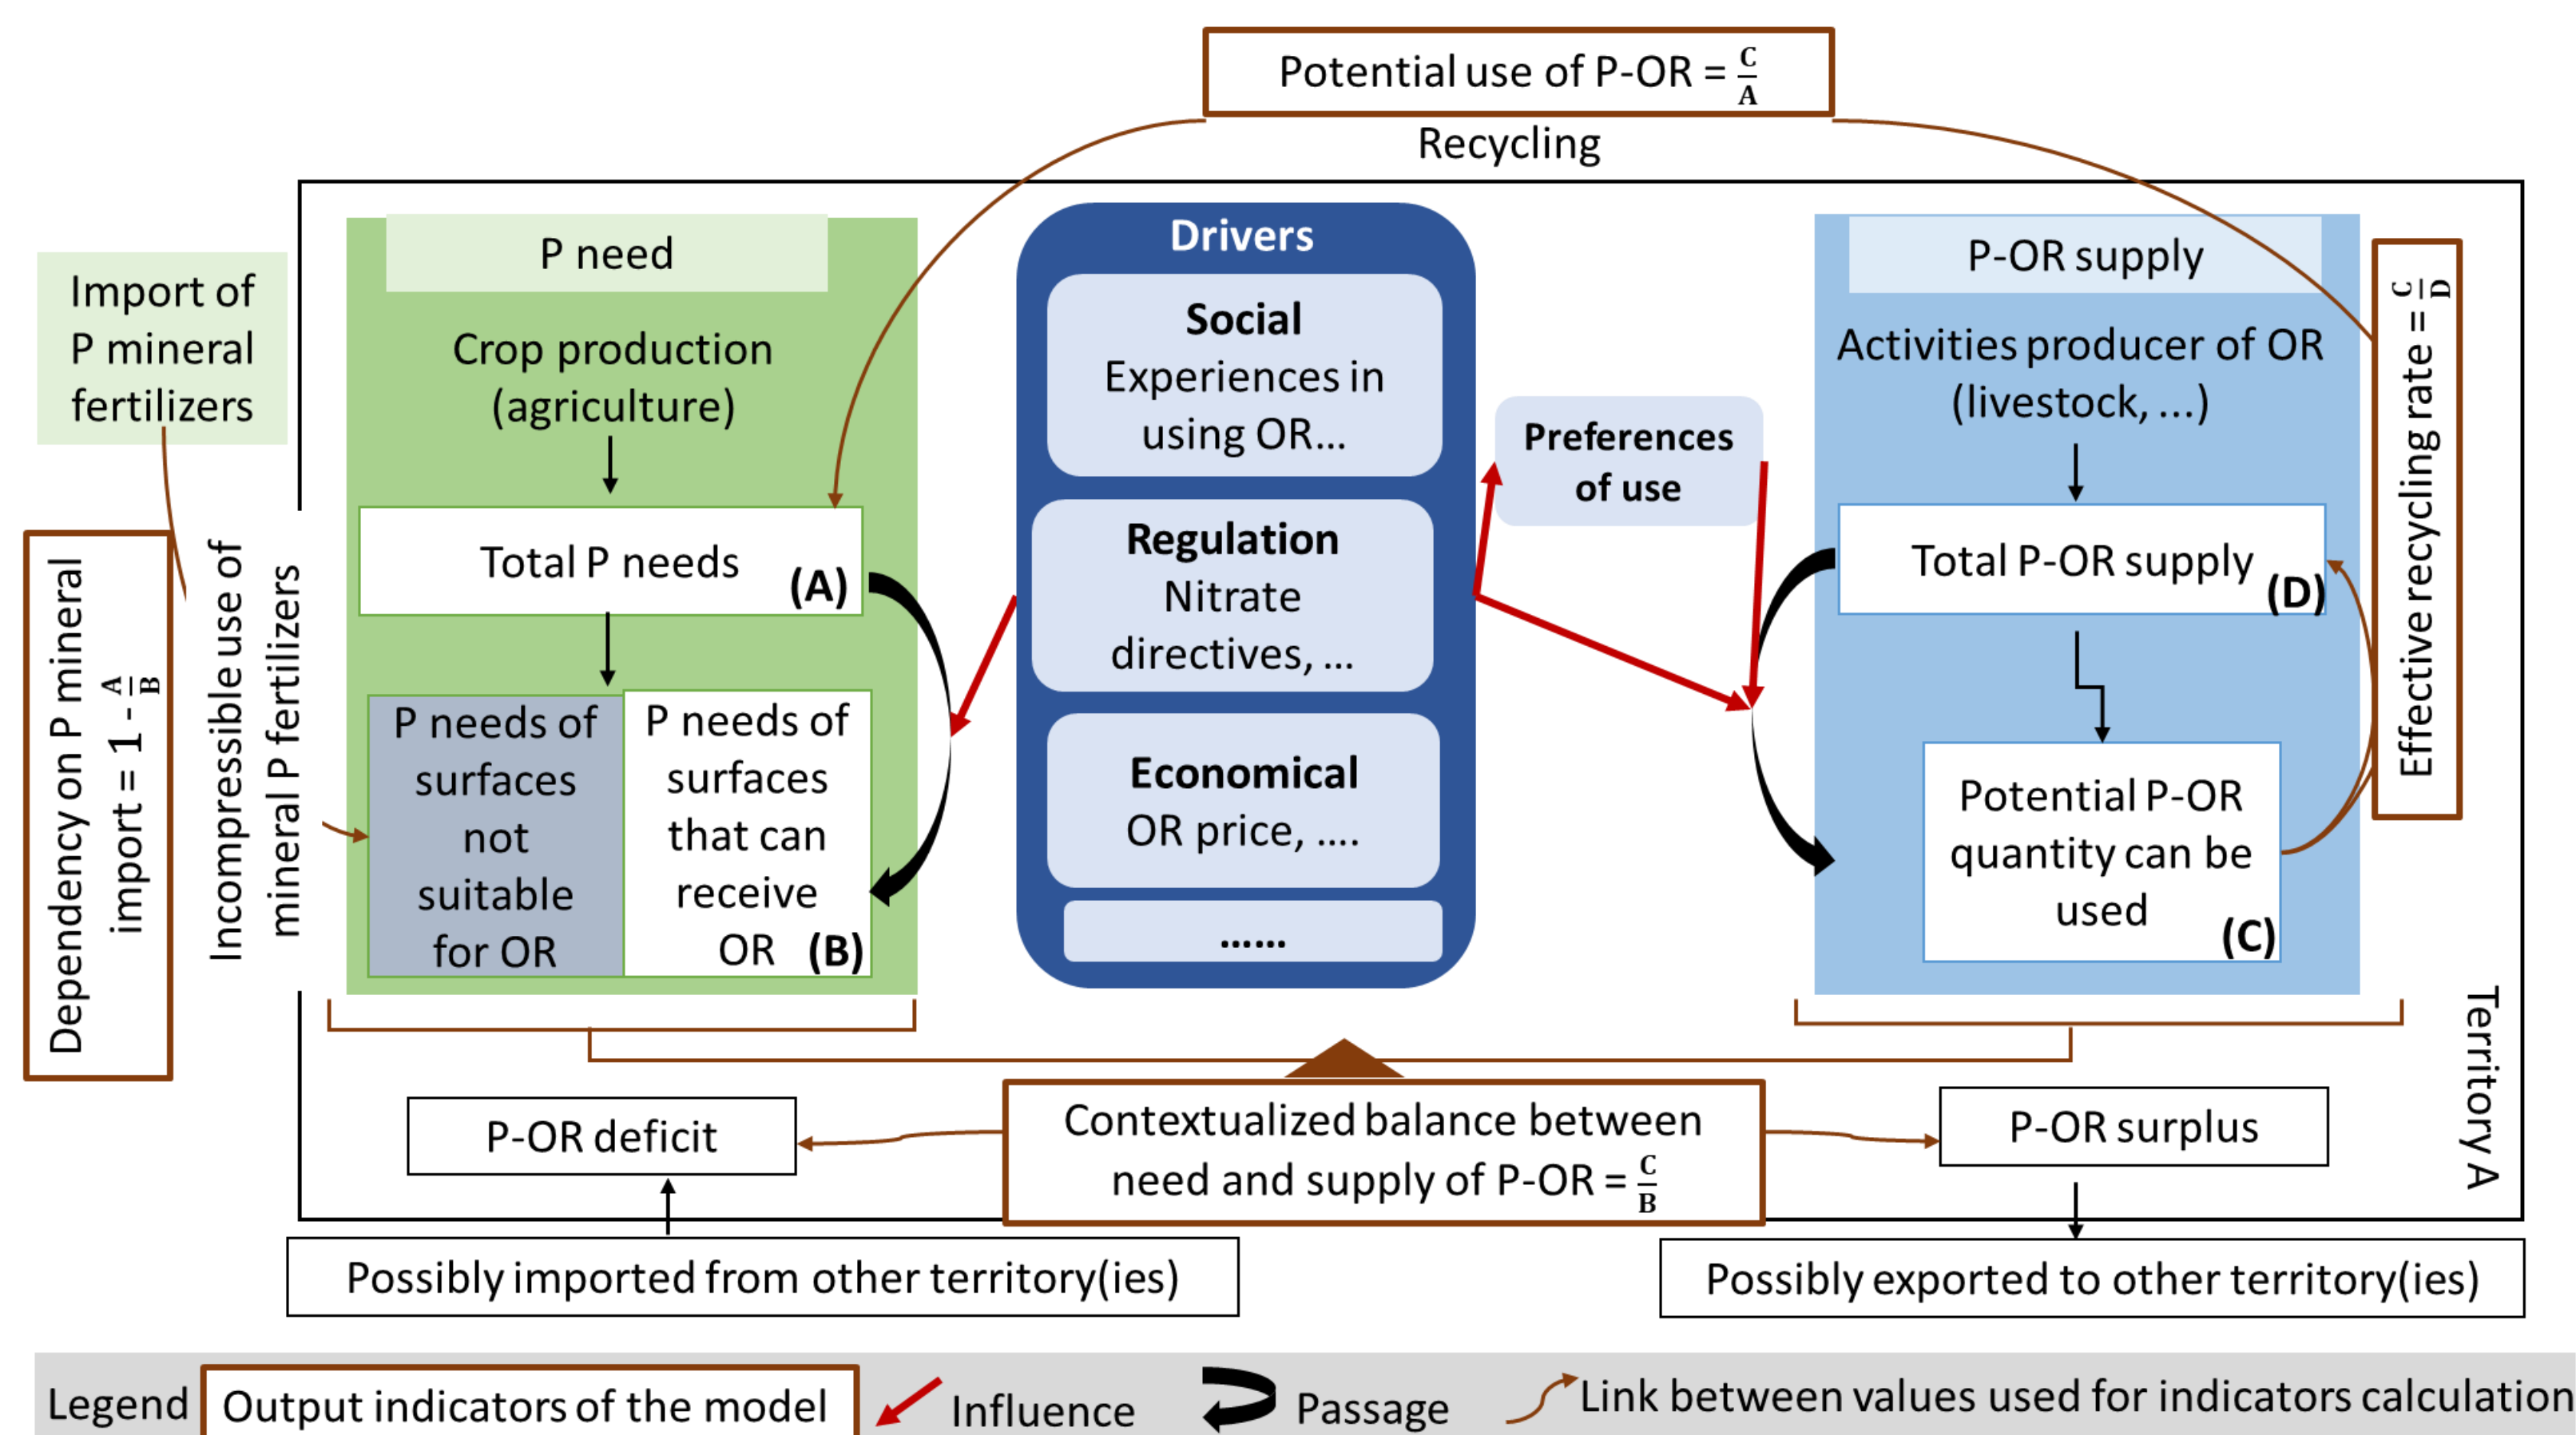 Potential use of P-OR = C/A
Recycling
Import of
P mineral
fertilizers
Dependency on P mineral
import = 1 - A/B
Incompressible use of
mineral P fertilizers
P need
Crop production
(agriculture)
Total P needs
(A)
P needs of
surfaces
not
suitable
for OR
P needs of
surfaces
that can
receive
OR (B)
Drivers
Social
Experiences in
using OR...
Regulation
Nitrate
directives, ...
Economical
OR price, ....
......
Preferences
of use
P-OR supply
Activities producer of OR
(livestock, ...)
Total P-OR supply
(D)
Potential P-OR
quantity can be
used
(C)
Effective recycling rate = C/D
Territory A
P-OR deficit
Contextualized balance between
need and supply of P-OR = C/B
P-OR surplus
Possibly imported from other territory(ies)
Possibly exported to other territory(ies)
Legend
Output indicators of the model
Influence
Passage
Link between values used for indicators calculation